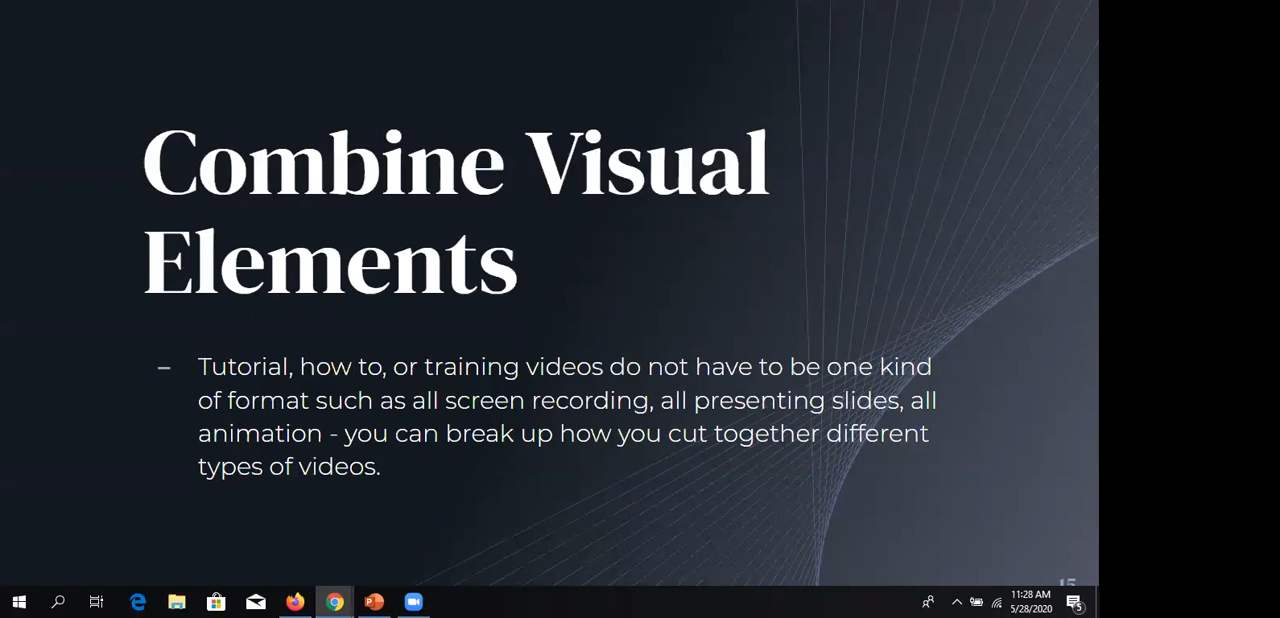 Combine Visual
Elements
– Tutorial, how to, or training videos do not have to be one kind
of format such as all screen recording, all presenting slides, all
animation - you can break up how you cut together different
types of videos.
15
11:28 AM
5/28/2020
5